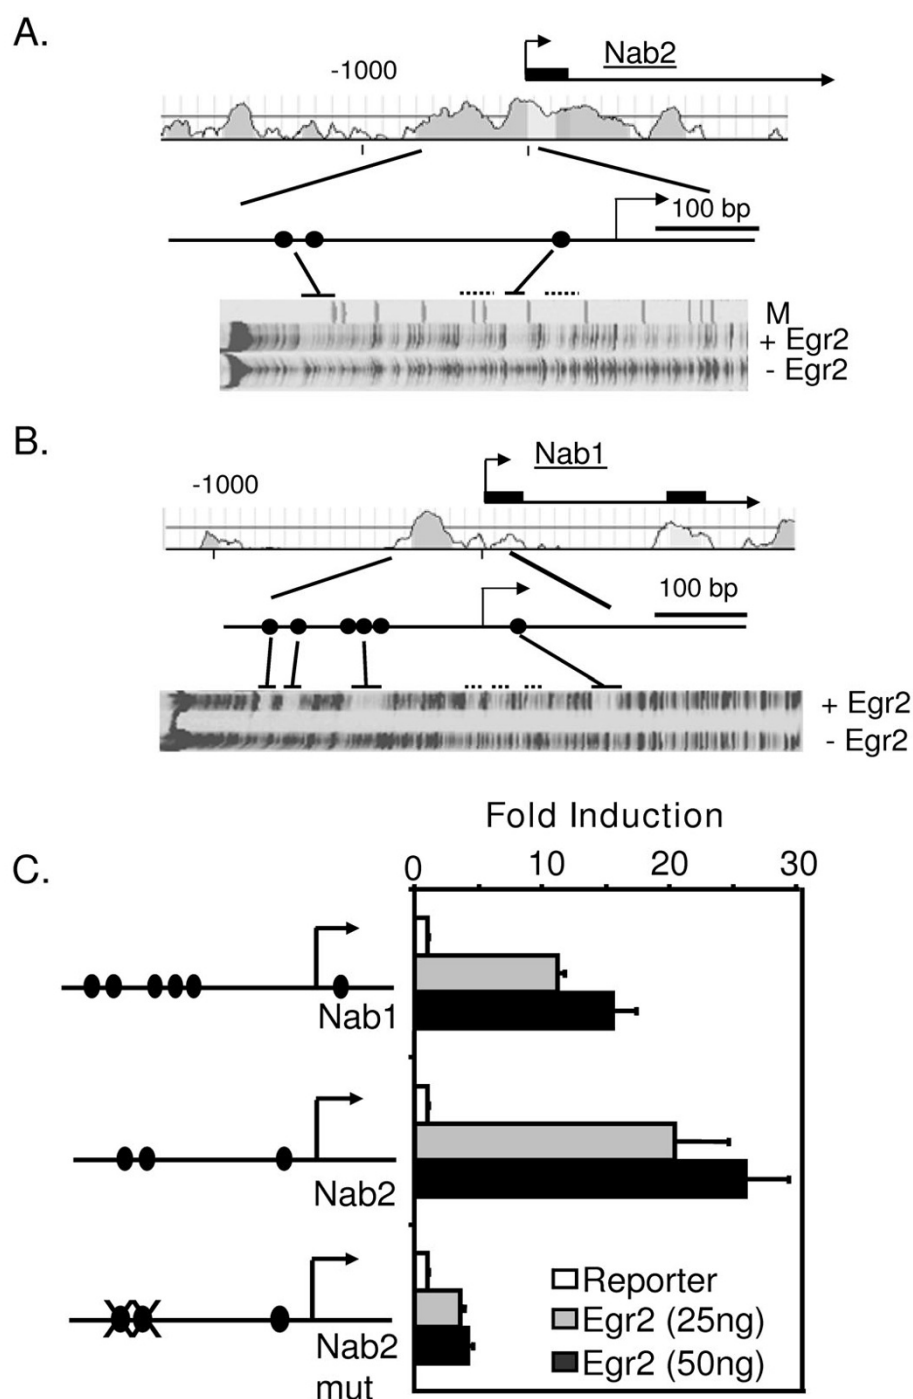 A.
Nab2
-1000
100 bp
M
+ Egr2
- Egr2
B.
Nab1
-1000
100 bp
+ Egr2
- Egr2
Fold Induction
C.
0 10 20 30
Nab1
Nab2
Nab2
mut
Reporter
Egr2 (25ng)
Egr2 (50ng)